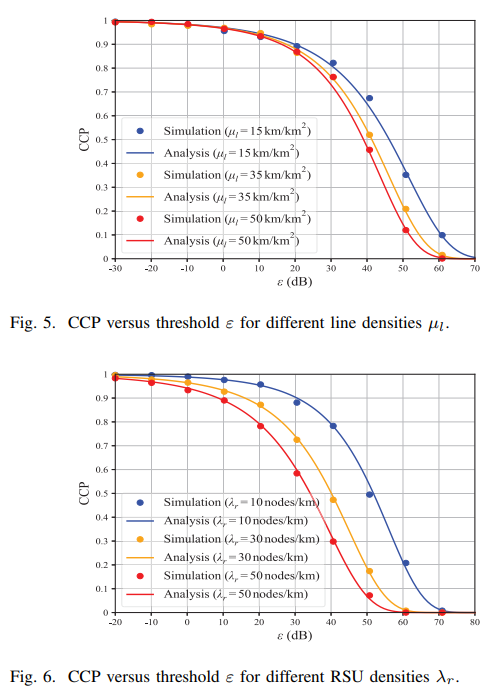 1
0.9
0.8
0.7
0.6
0.5
0.4
0.3
0.2
0.1
0
CCP
Simulation (μl = 15 km/km²)
Analysis (μl = 15 km/km²)
Simulation (μl = 35 km/km²)
Analysis (μl = 35 km/km²)
Simulation (μl = 50 km/km²)
Analysis (μl = 50 km/km²)
-30 -20 -10 0 10 20 30 40 50 60 70
ε (dB)
Fig. 5. CCP versus threshold ε for different line densities μl.
1
0.9
0.8
0.7
0.6
0.5
0.4
0.3
0.2
0.1
0
CCP
Simulation (λr = 10 nodes/km)
Analysis (λr = 10 nodes/km)
Simulation (λr = 30 nodes/km)
Analysis (λr = 30 nodes/km)
Simulation (λr = 50 nodes/km)
Analysis (λr = 50 nodes/km)
-20 -10 0 10 20 30 40 50 60 70 80
ε (dB)
Fig. 6. CCP versus threshold ε for different RSU densities λr.